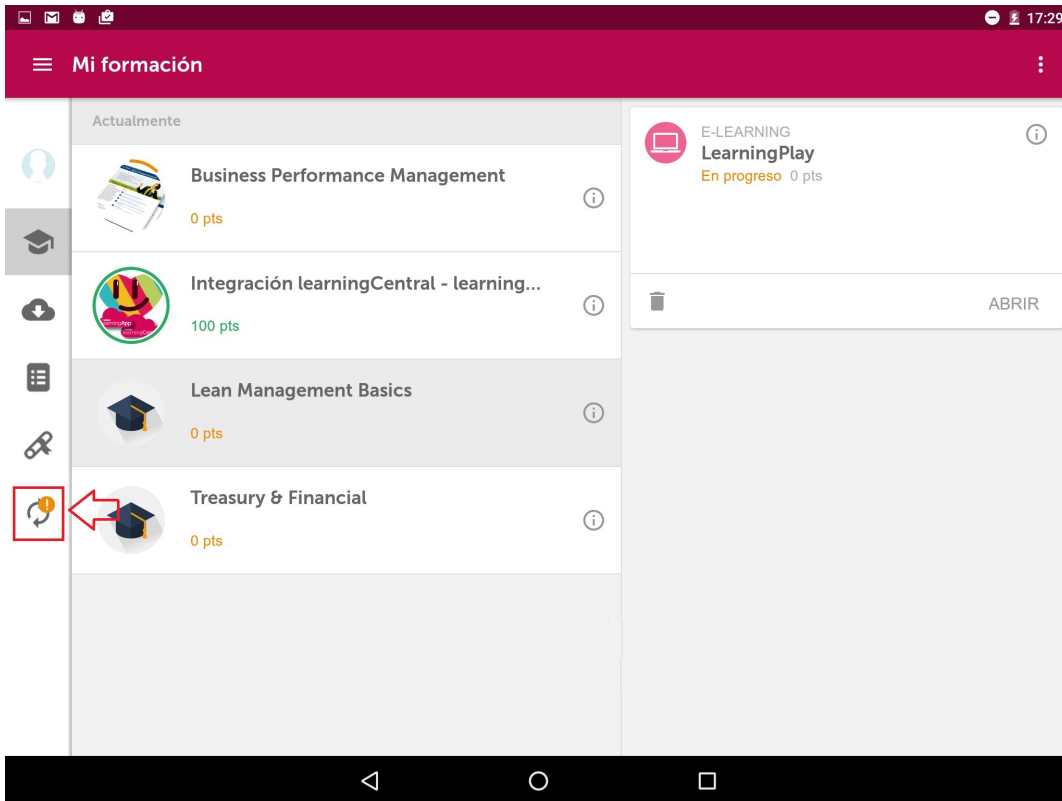 17:29
Mi formación
Actualmente
Business Performance Management
0 pts
Integración learningCentral - learning...
100 pts
Lean Management Basics
0 pts
Treasury & Financial
0 pts
E-LEARNING
LearningPlay
En progreso 0 pts
ABRIR